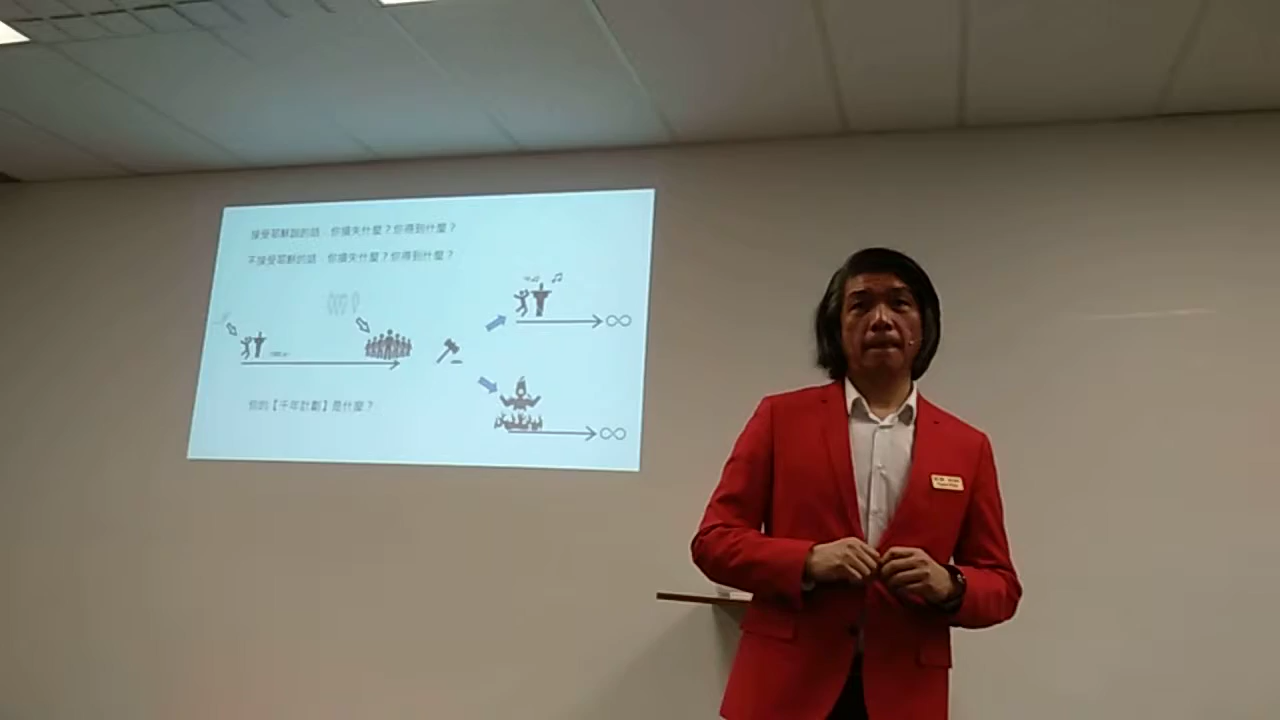 接受耶穌說的話，你損失什麼？你得到什麼？
不接受耶穌的話，你損失什麼？你得到什麼？
∞
∞
你的【千年計劃】是什麼？